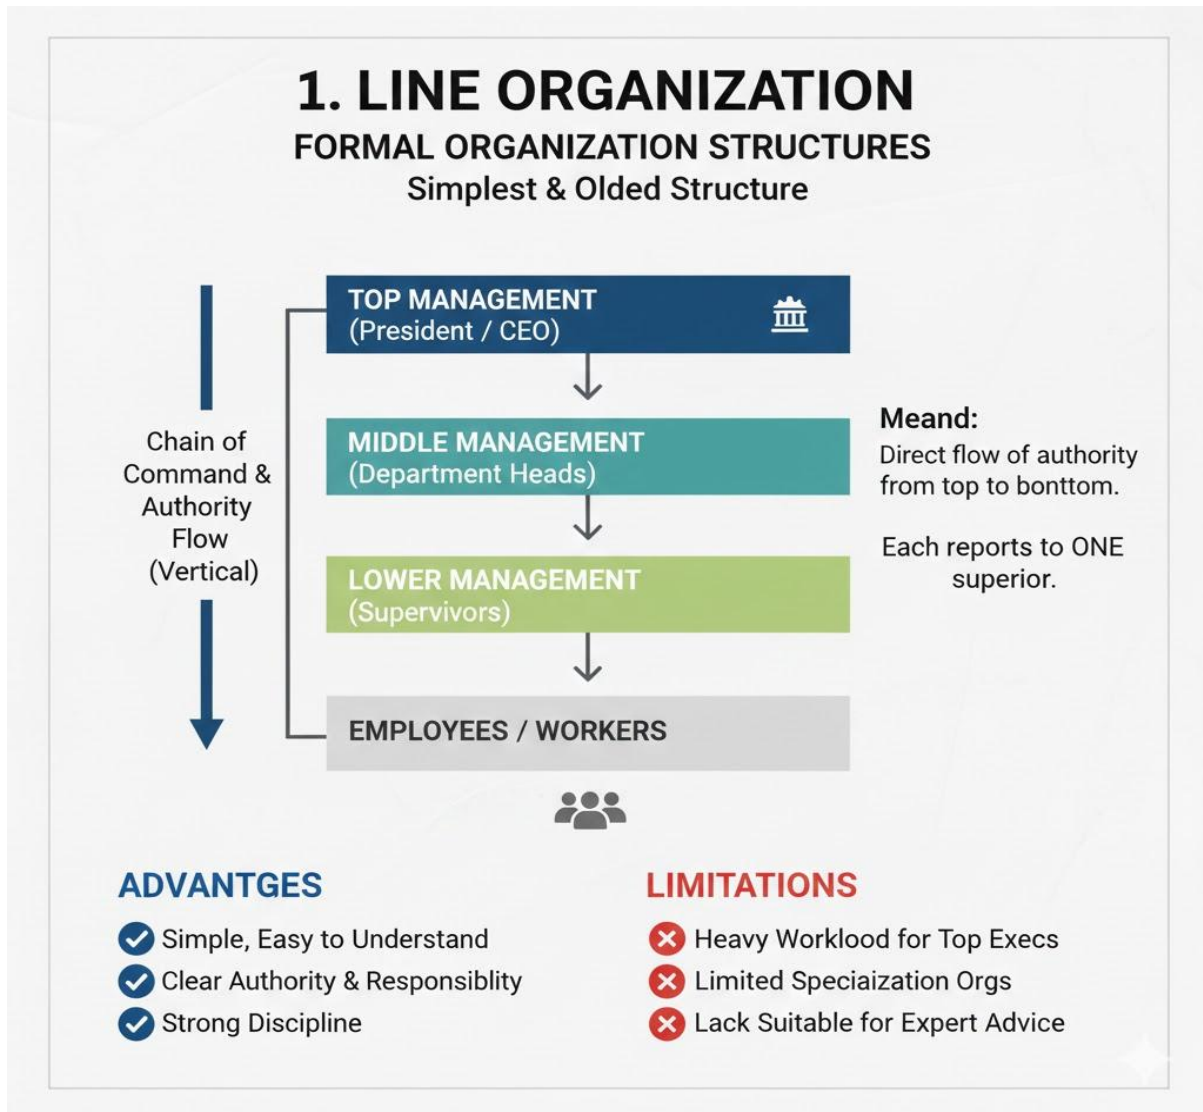 1. LINE ORGANIZATION
FORMAL ORGANIZATION STRUCTURES
Simplest & Olded Structure
Chain of
Command &
Authority
Flow
(Vertical)
TOP MANAGEMENT
(President / CEO)
MIDDLE MANAGEMENT
(Department Heads)
LOWER MANAGEMENT
(Supervivors)
EMPLOYEES / WORKERS
Meand:
Direct flow of authority
from top to bonttom.
Each reports to ONE
superior.
ADVANTGES
Simple, Easy to Understand
Clear Authority & Responsiblity
Strong Discipline
LIMITATIONS
Heavy Worklood for Top Execs
Limited Speciaization Orgs
Lack Suitable for Expert Advice